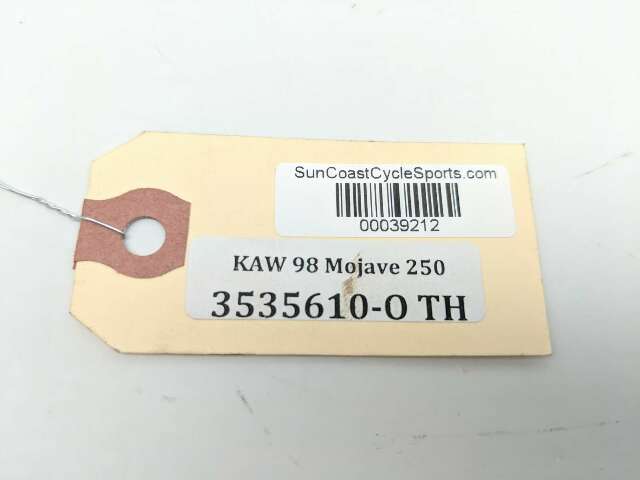 SunCoastCycleSports.com
00039212
KAW 98 Mojave 250
3535610-O TH